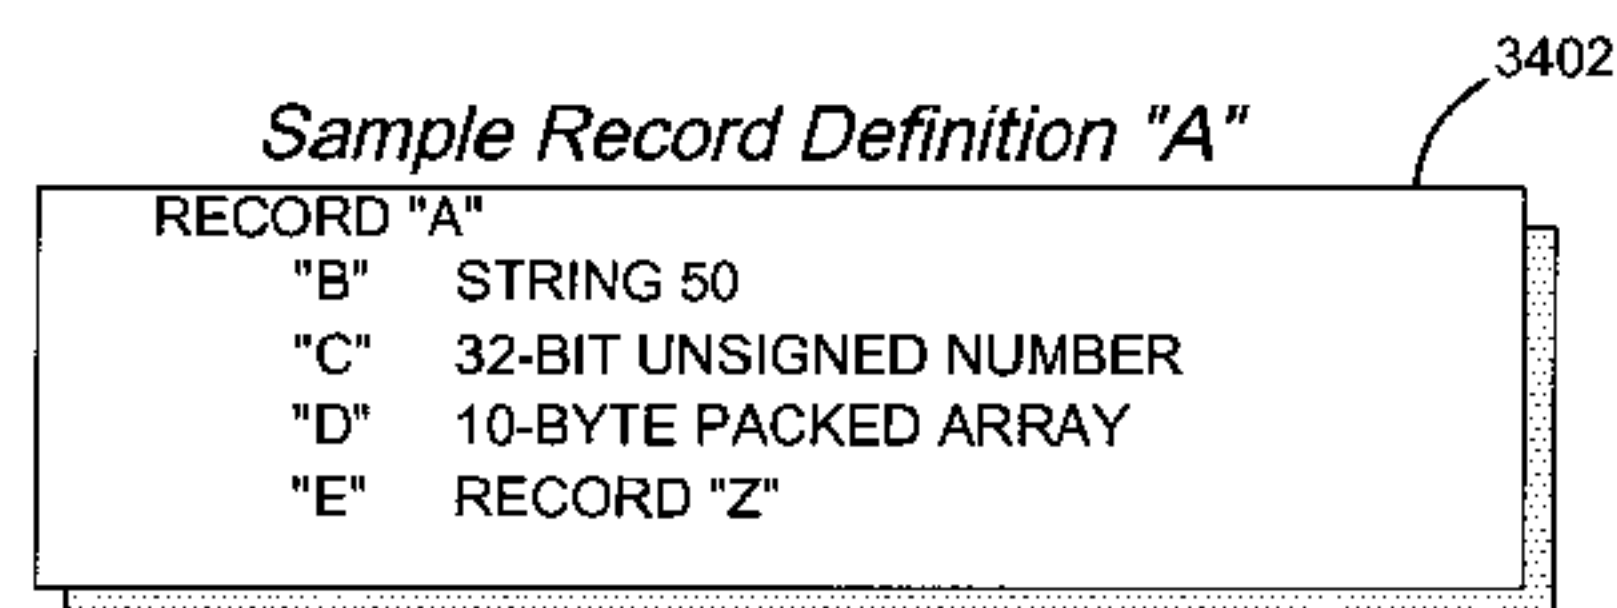 3402
Sample Record Definition "A"
RECORD "A"
"B" STRING 50
"C" 32-BIT UNSIGNED NUMBER
"D" 10-BYTE PACKED ARRAY
"E" RECORD "Z"